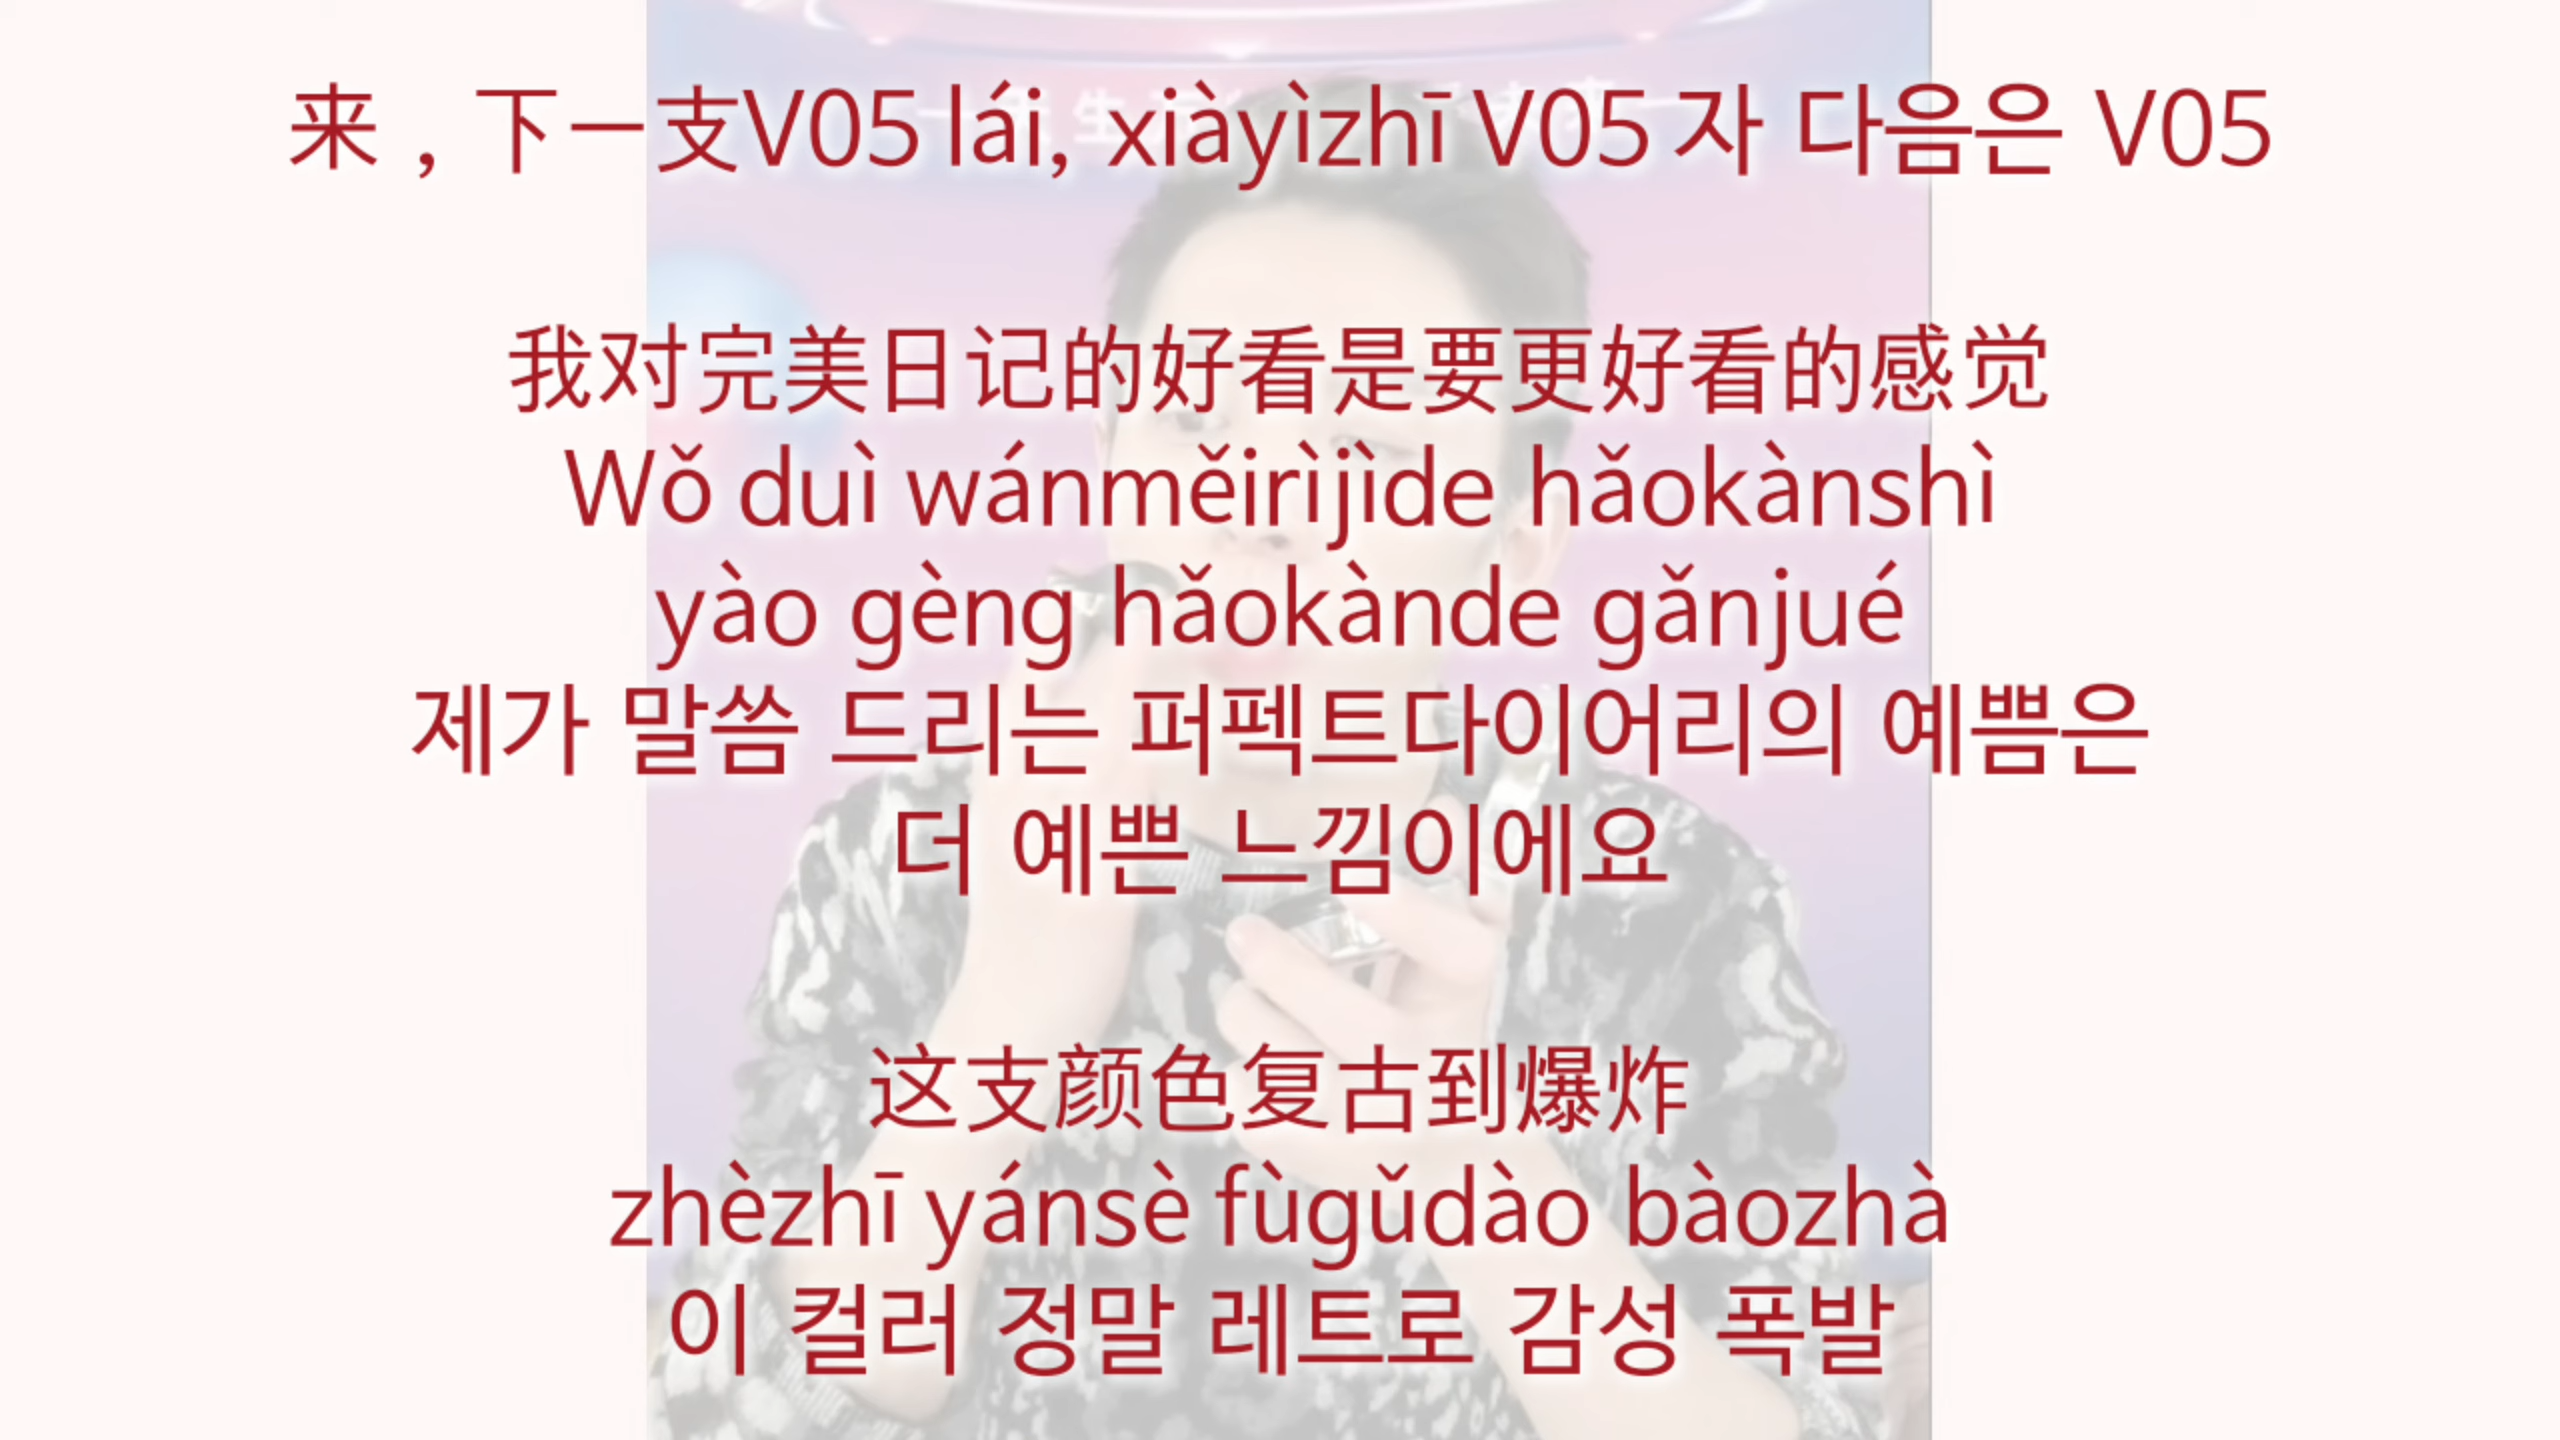 来，下一支V05 lái, xiàyìzhī V05 자 다음은 V05
我对完美日记的好看是要更好看的感觉
Wǒ duì wánměirìjìde hǎokànshì
yào gèng hǎokànde gǎnjué
제가 말씀 드리는 퍼펙트다이어리의 예쁨은
더 예쁜 느낌이에요
这支颜色复古到爆炸
zhèzhī yánsè fùgǔdào bàozhà
이 컬러 정말 레트로 감성 폭발